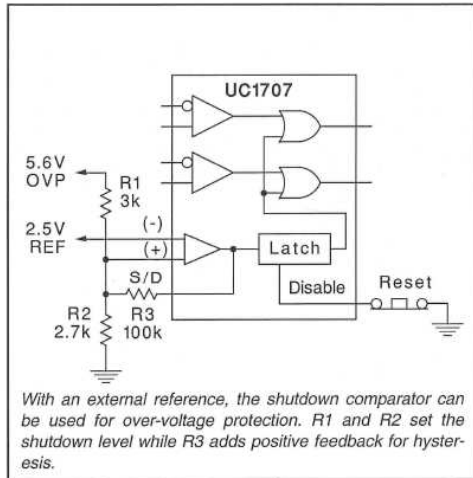 UC1707
5.6V
OVP
R1
3k
2.5V
REF
(-)
(+)
Latch
S/D
Disable
Reset
R2
2.7k
R3
100k
With an external reference, the shutdown comparator can
be used for over-voltage protection. R1 and R2 set the
shutdown level while R3 adds positive feedback for hyster-
esis.